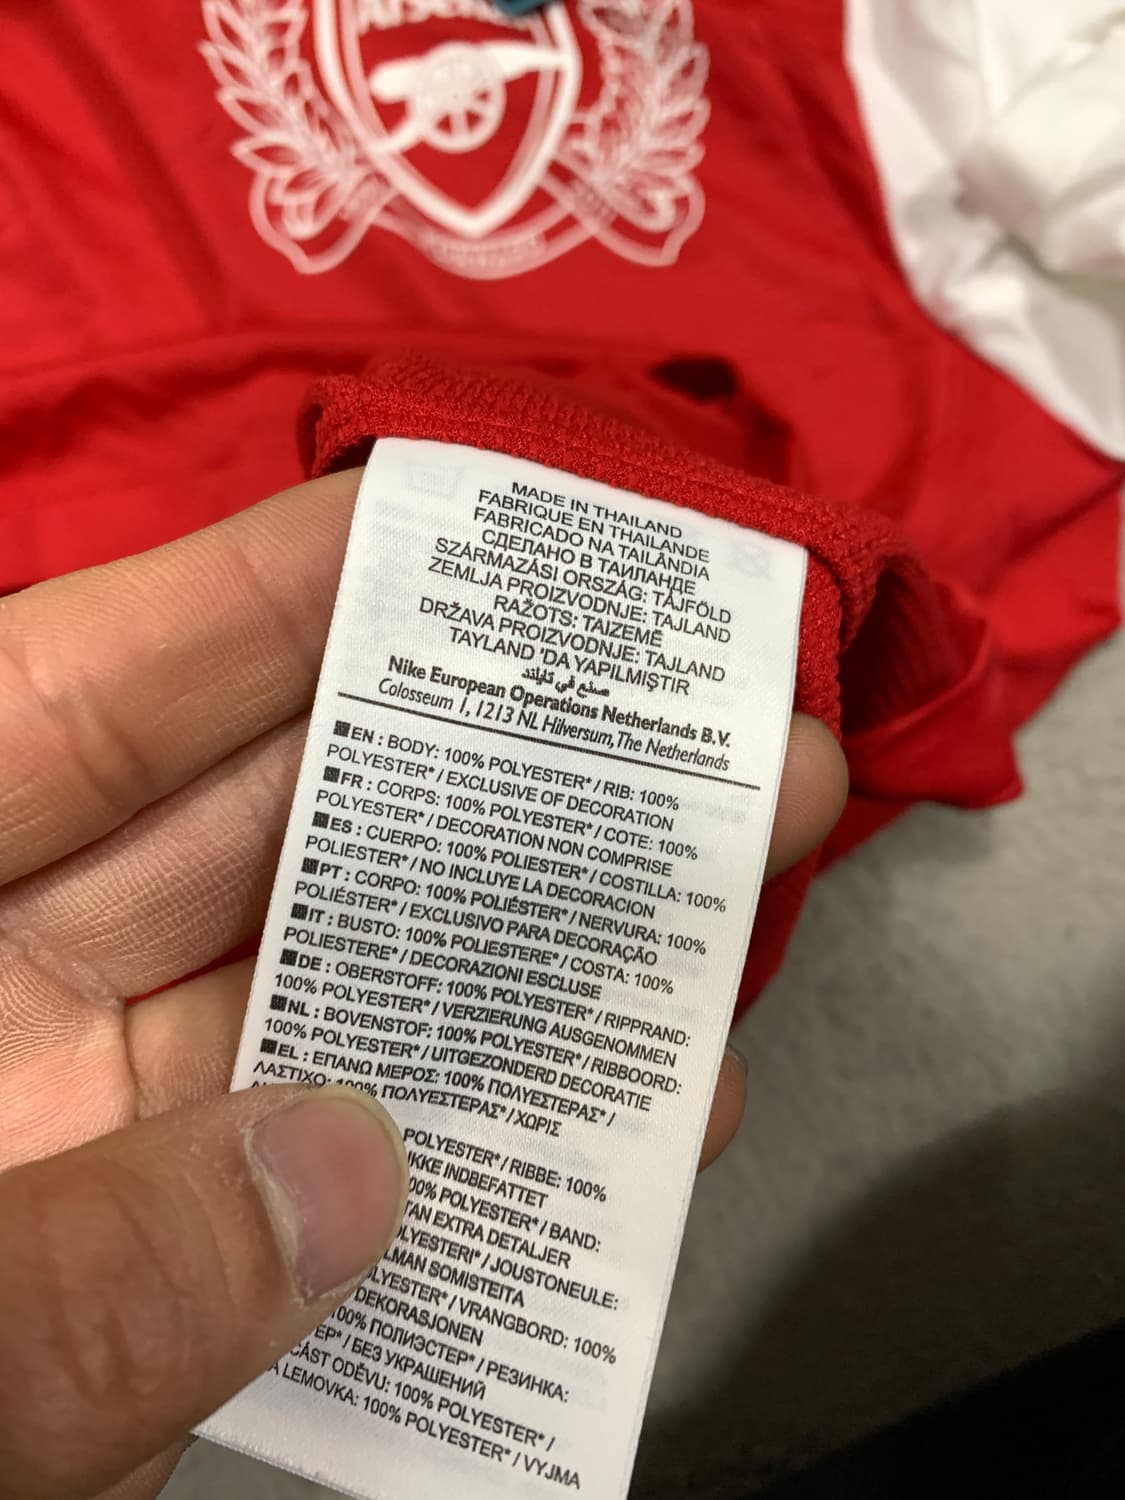 Arsenal
MADE IN THAILAND
FABRIQUE EN THAILANDE
FABRICADO NA TAILÂNDIA
СДЕЛАНО В ТАИЛАНДЕ
SZÁRMAZÁSI ORSZÁG: TÁJFÖLD
ZEMLJA PROIZVODNJE: TAJLAND
RAŽOTS: TAIZEMĒ
DRŽAVA PROIZVODNJE: TAJLAND
TAYLAND 'DA YAPILMIŞTIR
صنع في تايلاند
Nike European Operations Netherlands B.V.
Colosseum 1, 1213 NL Hilversum, The Netherlands
EN : BODY: 100% POLYESTER* / RIB: 100%
POLYESTER* / EXCLUSIVE OF DECORATION
FR : CORPS: 100% POLYESTER* / COTE: 100%
POLYESTER* / DECORATION NON COMPRISE
ES : CUERPO: 100% POLIESTER* / COSTILLA: 100%
POLIESTER* / NO INCLUYE LA DECORACION
PT : CORPO: 100% POLIÉSTER* / NERVURA: 100%
POLIÉSTER* / EXCLUSIVO PARA DECORAÇÃO
IT : BUSTO: 100% POLIESTERE* / COSTA: 100%
POLIESTERE* / DECORAZIONI ESCLUSE
DE : OBERSTOFF: 100% POLYESTER* / RIPPRAND:
100% POLYESTER* / VERZIERUNG AUSGENOMMEN
NL : BOVENSTOF: 100% POLYESTER* / RIBBOORD:
100% POLYESTER* / UITGEZONDERD DECORATIE
EL : ΕΠΑΝΩ ΜΕΡΟΣ: 100% ΠΟΛΥΕΣΤΕΡΑΣ* /
ΛΑΣΤΙΧΟ: 100% ΠΟΛΥΕΣΤΕΡΑΣ* / ΧΩΡΙΣ
POLYESTER* / RIBBE: 100%
IKKE INDBEFATTET
POLYESTER* / BAND:
EXTRA DETALJER
/ JOUSTONEULE:
SOMISTEITA
/ VRANGBORD: 100%
DEKORASJONEN
100% ПОЛИЭСТЕР* / РЕЗИНКА:
/ БЕЗ УКРАШЕНИЙ
ČÁST ODĚVU: 100% POLYESTER* /
LEMOVKA: 100% POLYESTER* / VYJMA